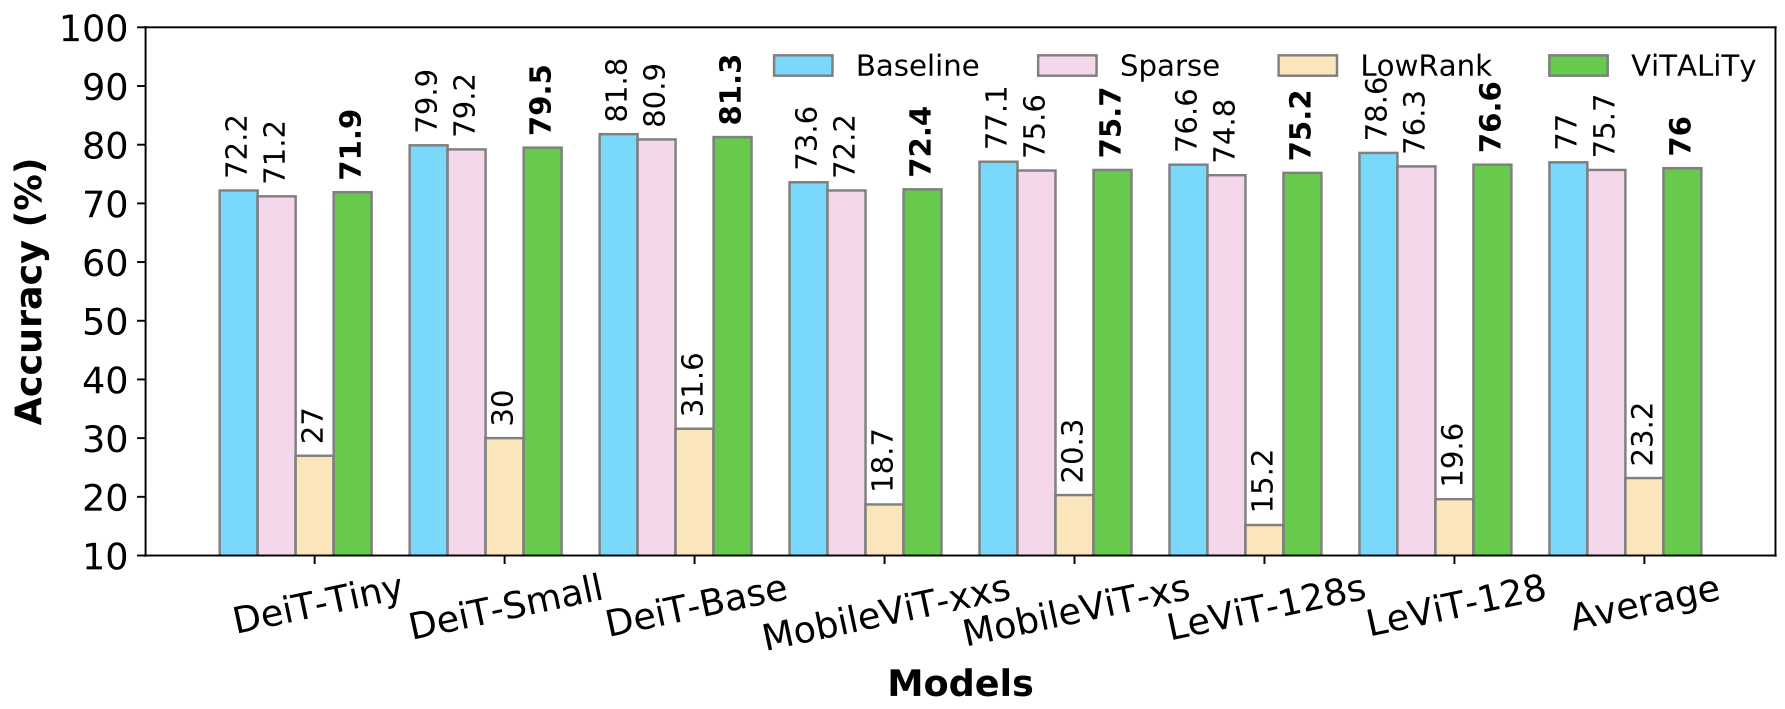 100
90
80
70
60
50
40
30
20
10
Accuracy (%)
Baseline Sparse LowRank ViTALiTy
72.2 71.2 27 71.9
79.9 79.2 30 79.5
81.8 80.9 31.6 81.3
73.6 72.2 18.7 72.4
77.1 75.6 20.3 75.7
76.6 74.8 15.2 75.2
78.6 76.3 19.6 76.6
77 75.7 23.2 76
DeiT-Tiny DeiT-Small DeiT-Base MobileViT-xxs MobileViT-xs LeViT-128s LeViT-128 Average
Models